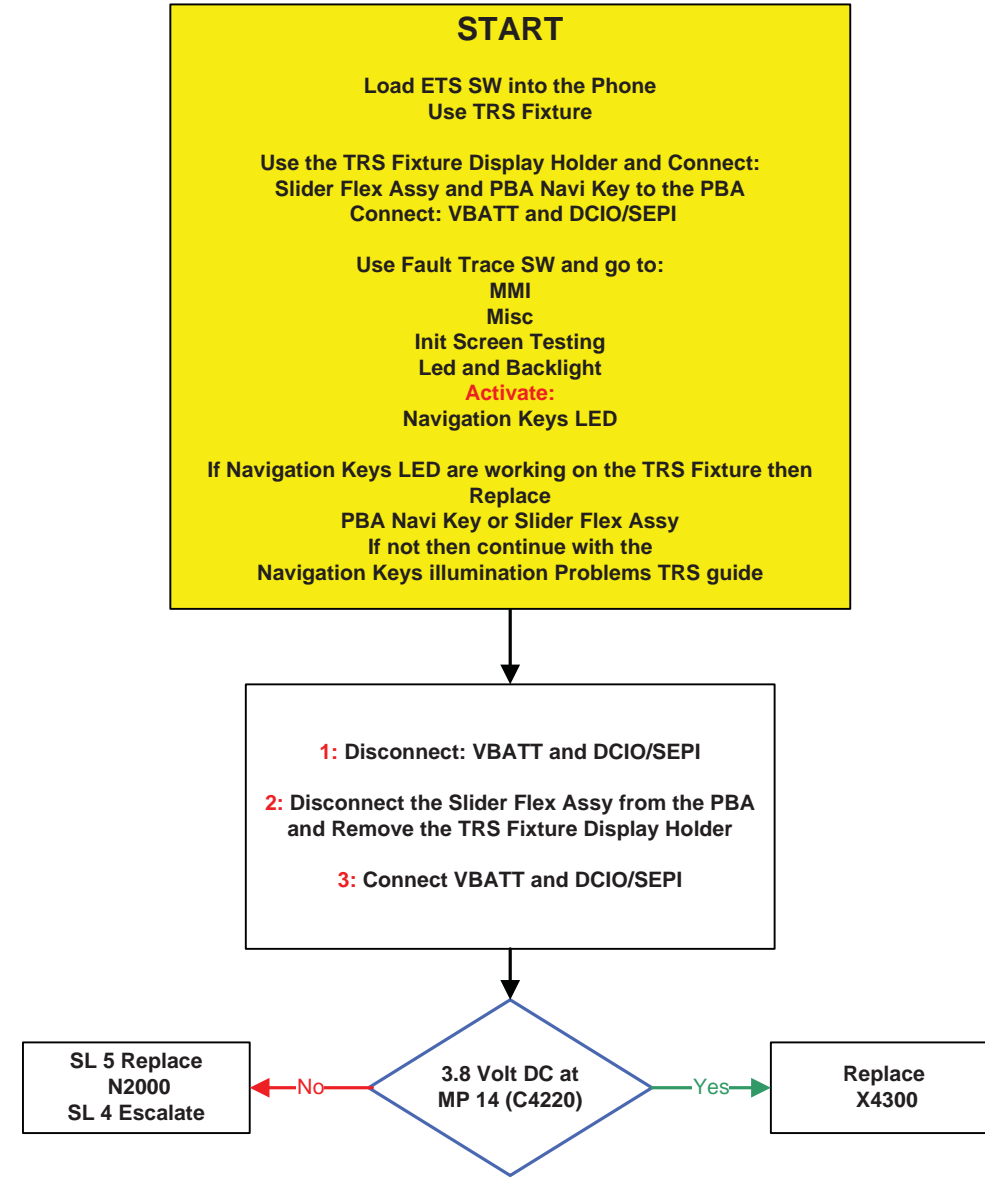 START
Load ETS SW into the Phone
Use TRS Fixture
Use the TRS Fixture Display Holder and Connect:
Slider Flex Assy and PBA Navi Key to the PBA
Connect: VBATT and DCIO/SEPI
Use Fault Trace SW and go to:
MMI
Misc
Init Screen Testing
Led and Backlight
Activate:
Navigation Keys LED
If Navigation Keys LED are working on the TRS Fixture then
Replace
PBA Navi Key or Slider Flex Assy
If not then continue with the
Navigation Keys illumination Problems TRS guide
1: Disconnect: VBATT and DCIO/SEPI
2: Disconnect the Slider Flex Assy from the PBA
and Remove the TRS Fixture Display Holder
3: Connect VBATT and DCIO/SEPI
SL 5 Replace
N2000
SL 4 Escalate
No
3.8 Volt DC at
MP 14 (C4220)
Yes
Replace
X4300